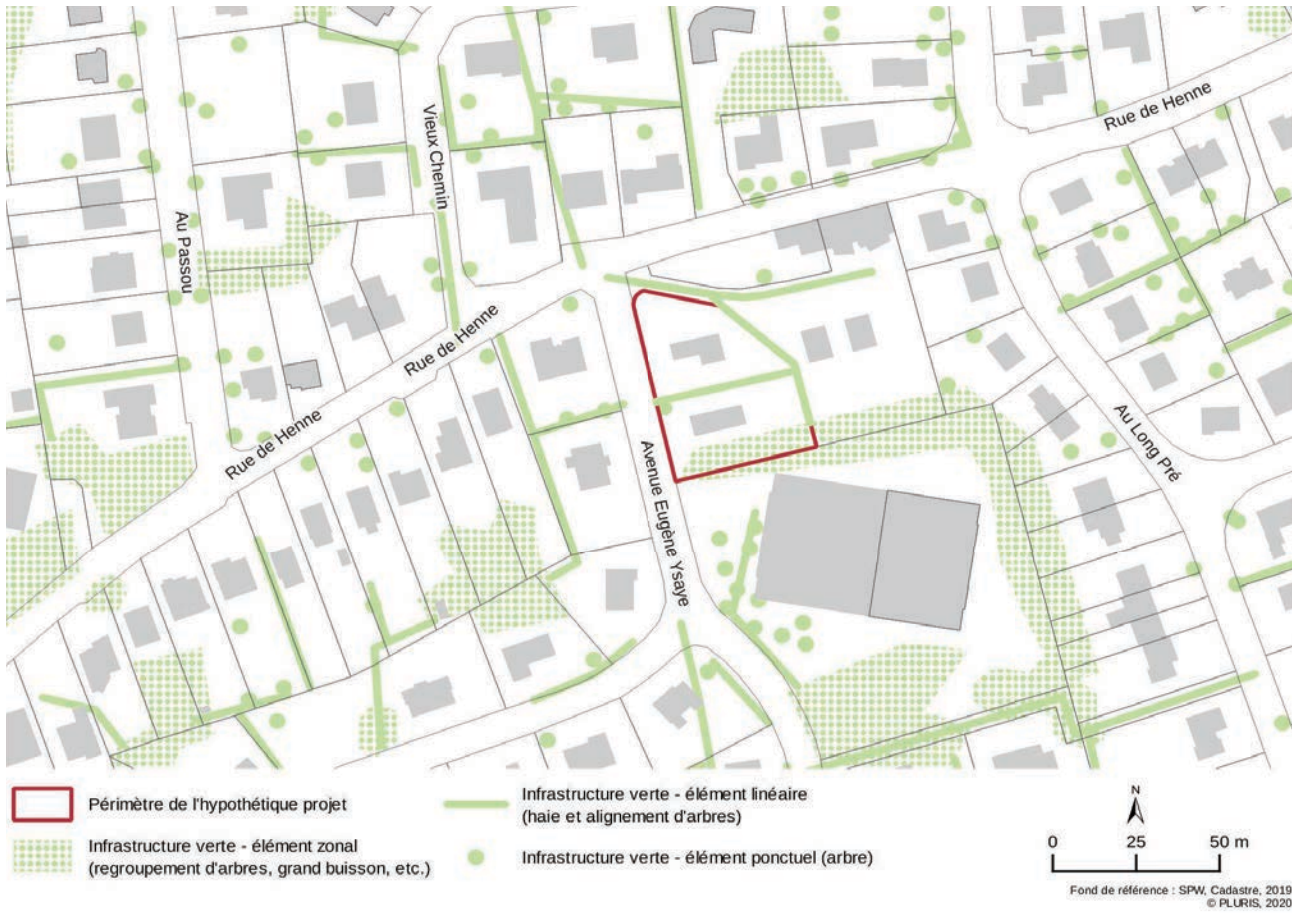 Rue de Henne
Vieux Chemin
Au Passou
Rue de Henne
Rue de Henne
Au Long Pré
Avenue Eugène Ysaye
Périmètre de l'hypothétique projet
Infrastructure verte - élément zonal
(regroupement d'arbres, grand buisson, etc.)
Infrastructure verte - élément linéaire
(haie et alignement d'arbres)
Infrastructure verte - élément ponctuel (arbre)
N
0 25 50 m
Fond de référence : SPW, Cadastre, 2019
© PLURIS, 2020